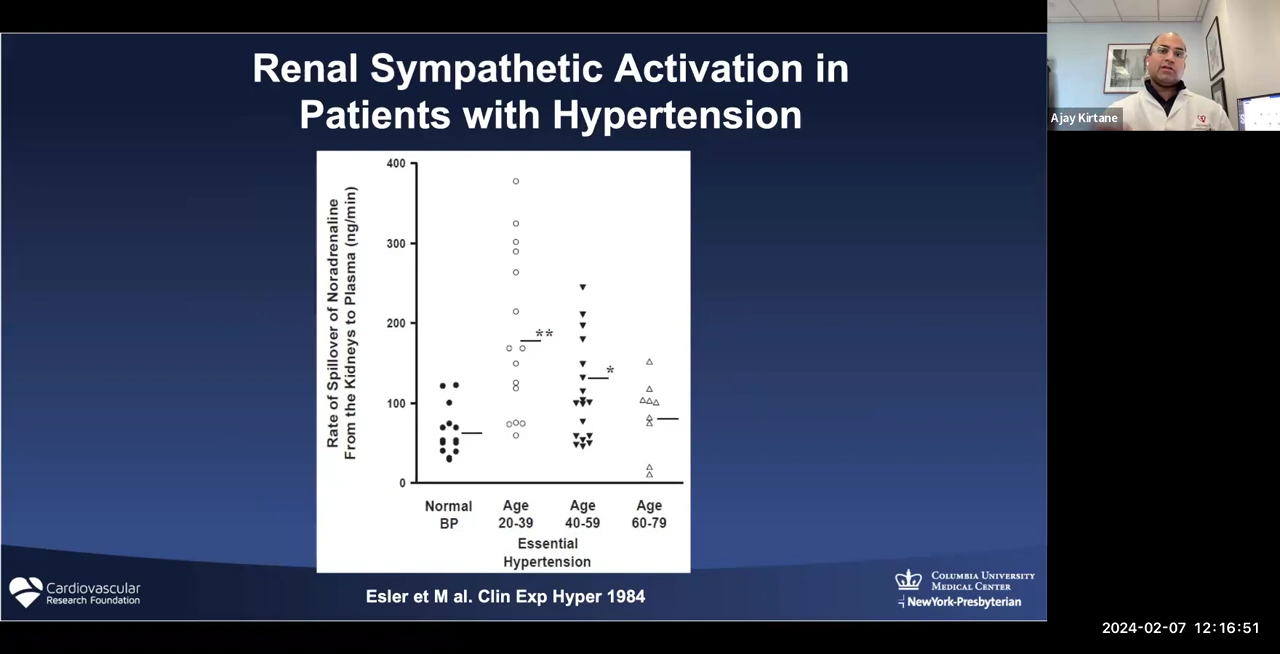 Renal Sympathetic Activation in
Patients with Hypertension
Rate of Spillover of Noradrenaline
From the Kidneys to Plasma (ng/min)
400
300
200
100
0
**
*
Normal
BP
Age
20-39
Age
40-59
Age
60-79
Essential
Hypertension
Esler et M al. Clin Exp Hyper 1984
Cardiovascular
Research Foundation
COLUMBIA UNIVERSITY
MEDICAL CENTER
NewYork-Presbyterian
Ajay Kirtane
2024-02-07 12:16:51